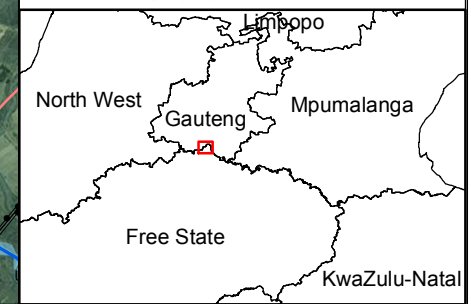 Limpopo
North West
Mpumalanga
Gauteng
Free State
KwaZulu-Natal